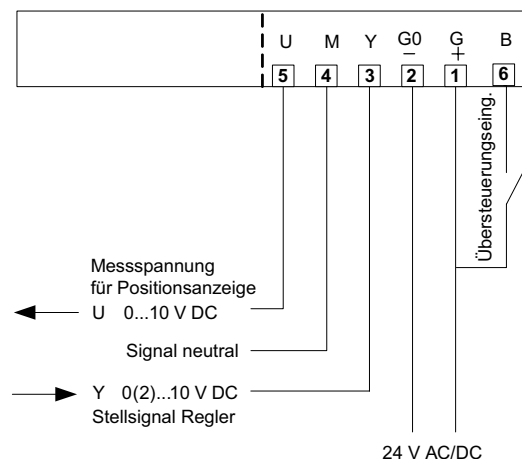 U M Y G0 G B
− +
5 4 3 2 1 6
Übersteuerungseing.
Messspannung
für Positionsanzeige
U 0...10 V DC
Signal neutral
Y 0(2)...10 V DC
Stellsignal Regler
24 V AC/DC